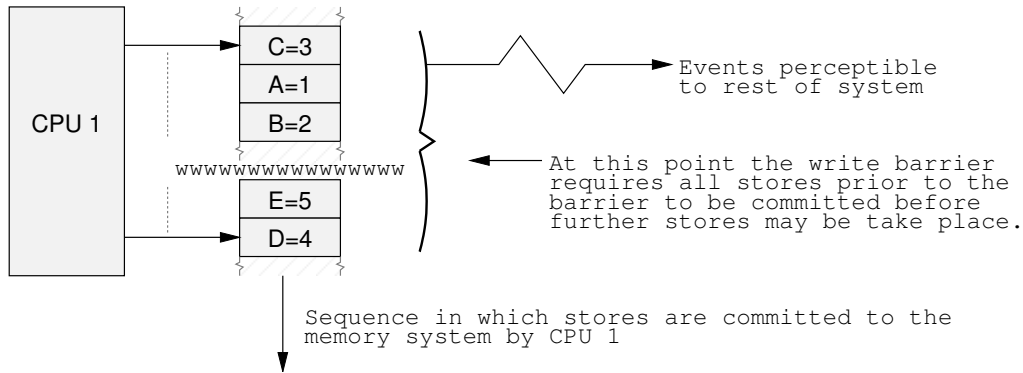 CPU 1
C=3
A=1
B=2
wwwwwwwwwwwwwwww
E=5
D=4
Events perceptible
to rest of system
At this point the write barrier
requires all stores prior to the
barrier to be committed before
further stores may be take place.
Sequence in which stores are committed to the
memory system by CPU 1